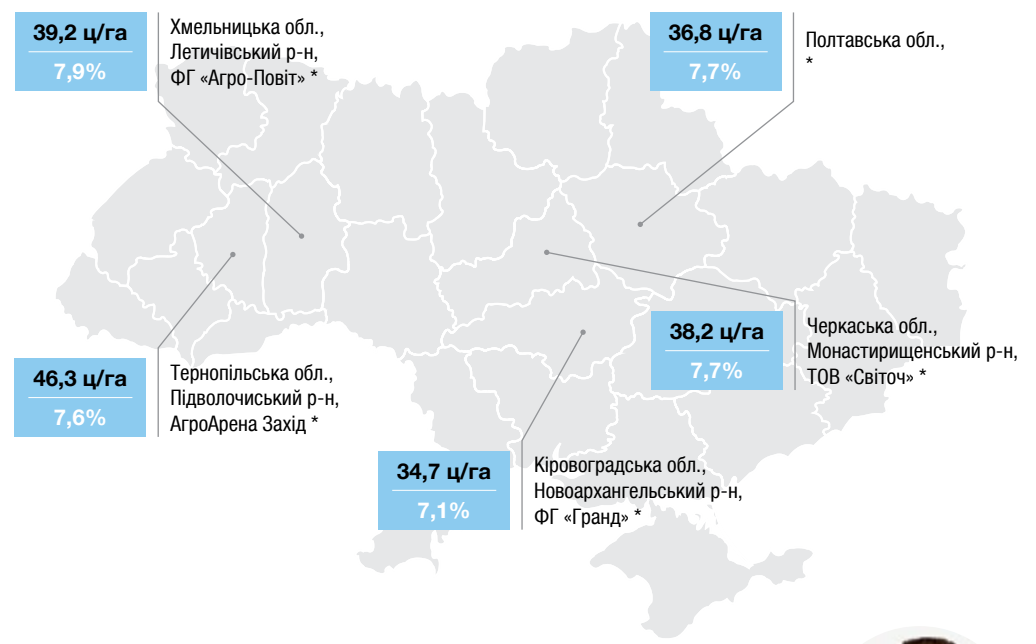 39,2 ц/га
7,9%
Хмельницька обл.,
Летичівський р-н,
ФГ «Агро-Повіт» *
36,8 ц/га
7,7%
Полтавська обл.,
*
46,3 ц/га
7,6%
Тернопільська обл.,
Підволочиський р-н,
АгроАрена Захід *
38,2 ц/га
7,7%
Черкаська обл.,
Монастирищенський р-н,
ТОВ «Світоч» *
34,7 ц/га
7,1%
Кіровоградська обл.,
Новоархангельський р-н,
ФГ «Гранд» *